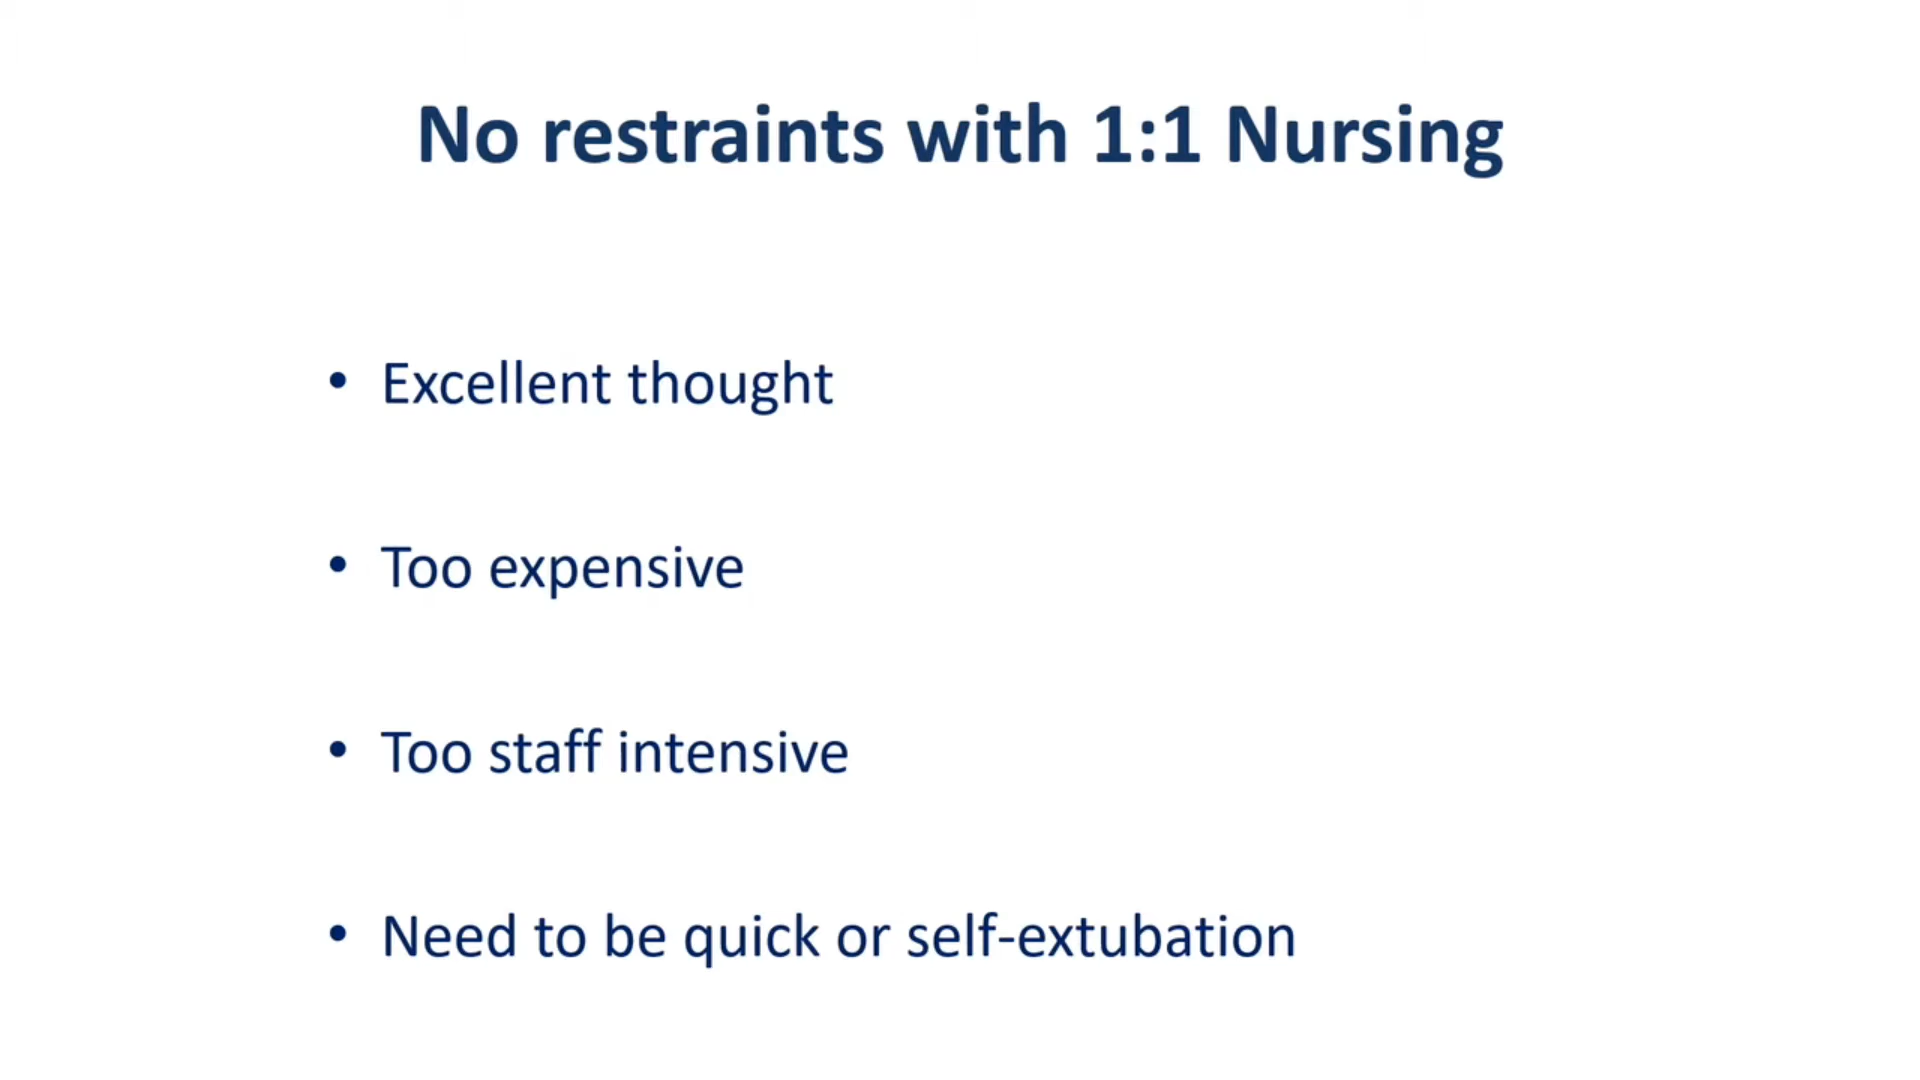 No restraints with 1:1 Nursing
• Excellent thought
• Too expensive
• Too staff intensive
• Need to be quick or self-extubation